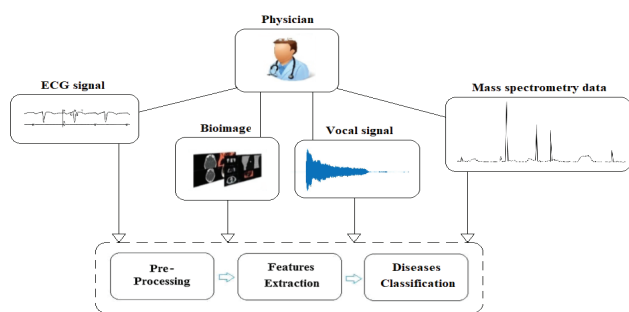 Physician
ECG signal
Mass spectrometry data
Bioimage
Vocal signal
Pre-
Processing
Features
Extraction
Diseases
Classification